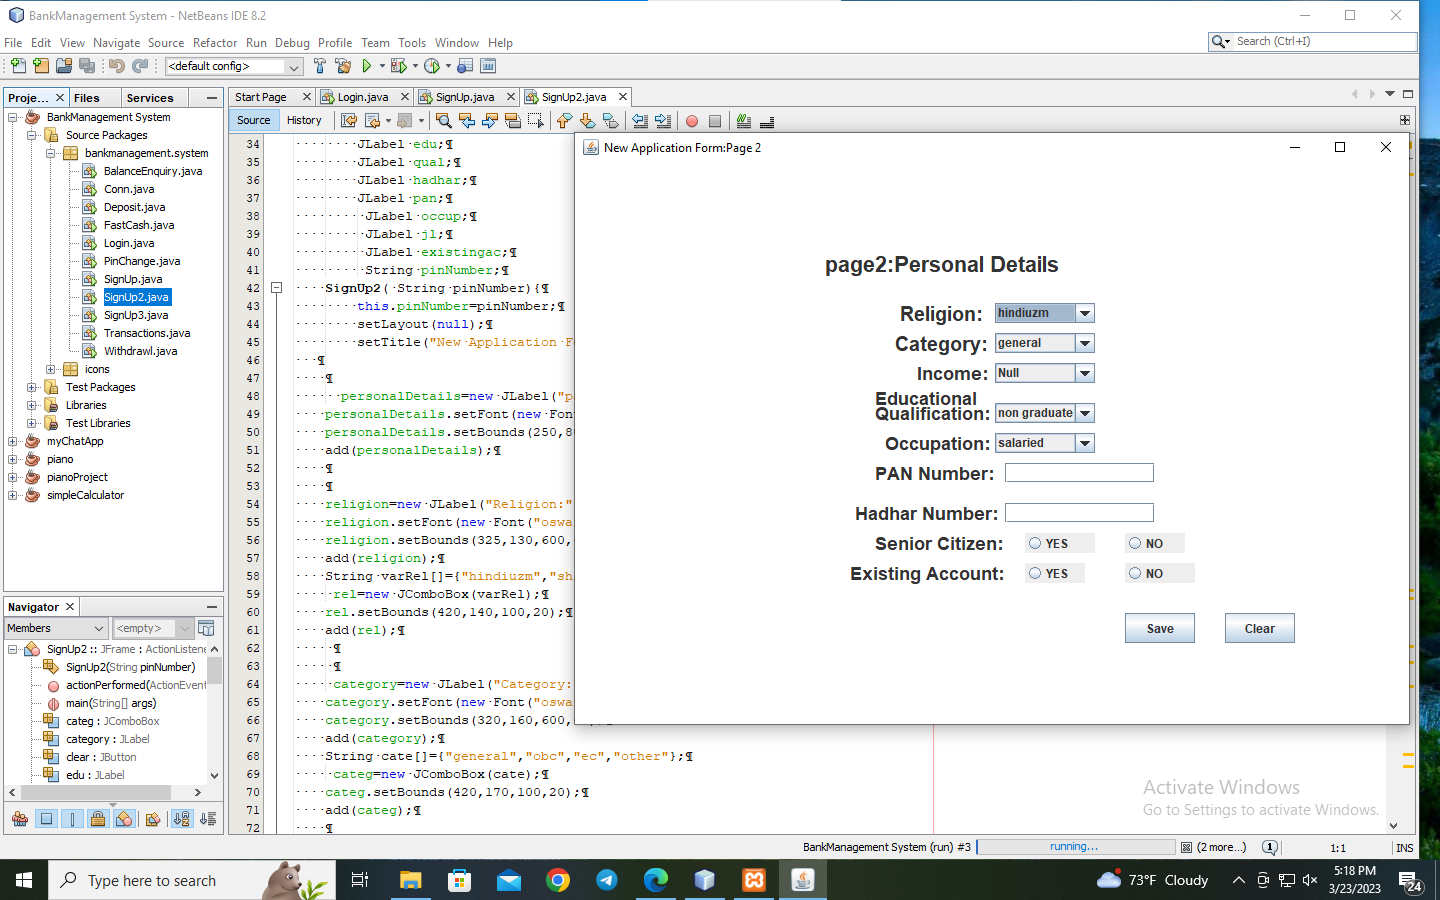 BankManagement System - NetBeans IDE 8.2
File Edit View Navigate Source Refactor Run Debug Profile Team Tools Window Help
Search (Ctrl+I)
<default config>
Proje... Files Services
Start Page Login.java SignUp.java SignUp2.java
Source History
BankManagement System
Source Packages
bankmanagement.system
BalanceEnquiry.java
Conn.java
Deposit.java
FastCash.java
Login.java
PinChange.java
SignUp.java
SignUp2.java
SignUp3.java
Transactions.java
Withdrawl.java
icons
Test Packages
Libraries
Test Libraries
myChatApp
piano
pianoProject
simpleCalculator
Navigator
Members <empty>
SignUp2 :: JFrame : ActionListene
SignUp2(String pinNumber)
actionPerformed(ActionEvent
main(String[] args)
categ : JComboBox
category : JLabel
clear : JButton
edu : JLabel
34 JLabel edu;¶
35 JLabel qual;¶
36 JLabel hadhar;¶
37 JLabel pan;¶
38 JLabel occup;¶
39 JLabel jl;¶
40 JLabel existingac;¶
41 String pinNumber;¶
42 SignUp2( String pinNumber){¶
43 this.pinNumber=pinNumber;¶
44 setLayout(null);¶
45 setTitle("New Application F
46 ¶
47 ¶
48 personalDetails=new JLabel("p
49 personalDetails.setFont(new Fon
50 personalDetails.setBounds(250,8
51 add(personalDetails);¶
52 ¶
53 ¶
54 religion=new JLabel("Religion:"
55 religion.setFont(new Font("oswa
56 religion.setBounds(325,130,600,
57 add(religion);¶
58 String varRel[]={"hindiuzm","sh
59 rel=new JComboBox(varRel);¶
60 rel.setBounds(420,140,100,20);¶
61 add(rel);¶
62 ¶
63 ¶
64 category=new JLabel("Category:
65 category.setFont(new Font("oswa
66 category.setBounds(320,160,600,
67 add(category);¶
68 String cate[]={"general","obc","ec","other"};¶
69 categ=new JComboBox(cate);¶
70 categ.setBounds(420,170,100,20);¶
71 add(categ);¶
72 ¶
New Application Form:Page 2
page2:Personal Details
Religion: hindiuzm
Category: general
Income: Null
Educational
Qualification: non graduate
Occupation: salaried
PAN Number:
Hadhar Number:
Senior Citizen: YES NO
Existing Account: YES NO
Save Clear
Activate Windows
Go to Settings to activate Windows.
BankManagement System (run) #3 running... (2 more...) 1 1:1 INS
Type here to search
73°F Cloudy
5:18 PM
3/23/2023
24